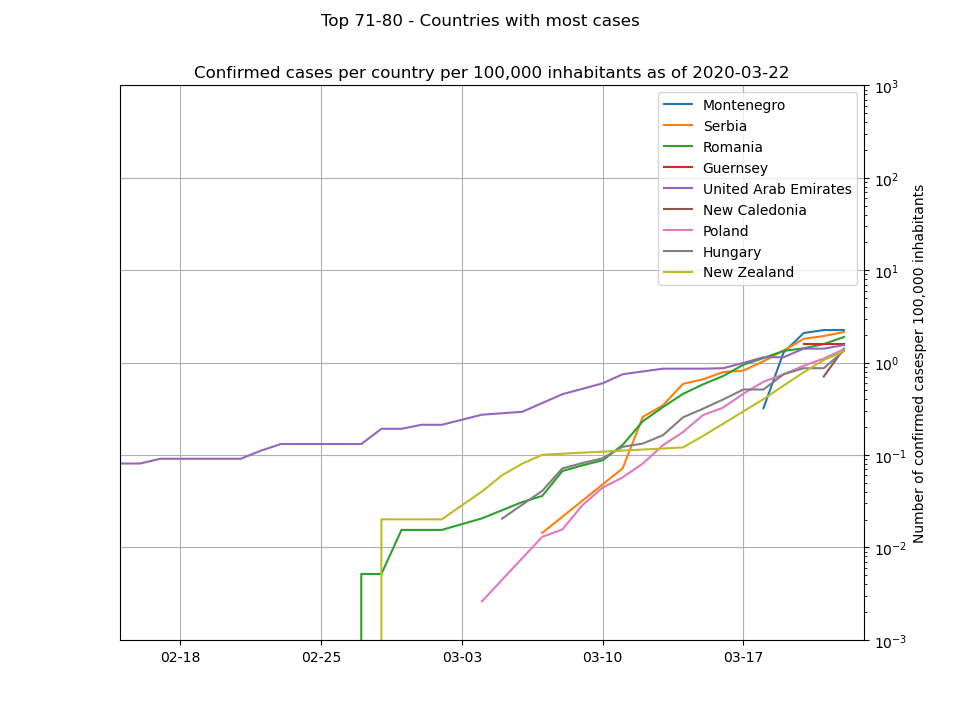 Top 71-80 - Countries with most cases
Confirmed cases per country per 100,000 inhabitants as of 2020-03-22
Montenegro
Serbia
Romania
Guernsey
United Arab Emirates
New Caledonia
Poland
Hungary
New Zealand
10³
10²
10¹
10⁰
10⁻¹
10⁻²
10⁻³
Number of confirmed casesper 100,000 inhabitants
02-18 02-25 03-03 03-10 03-17